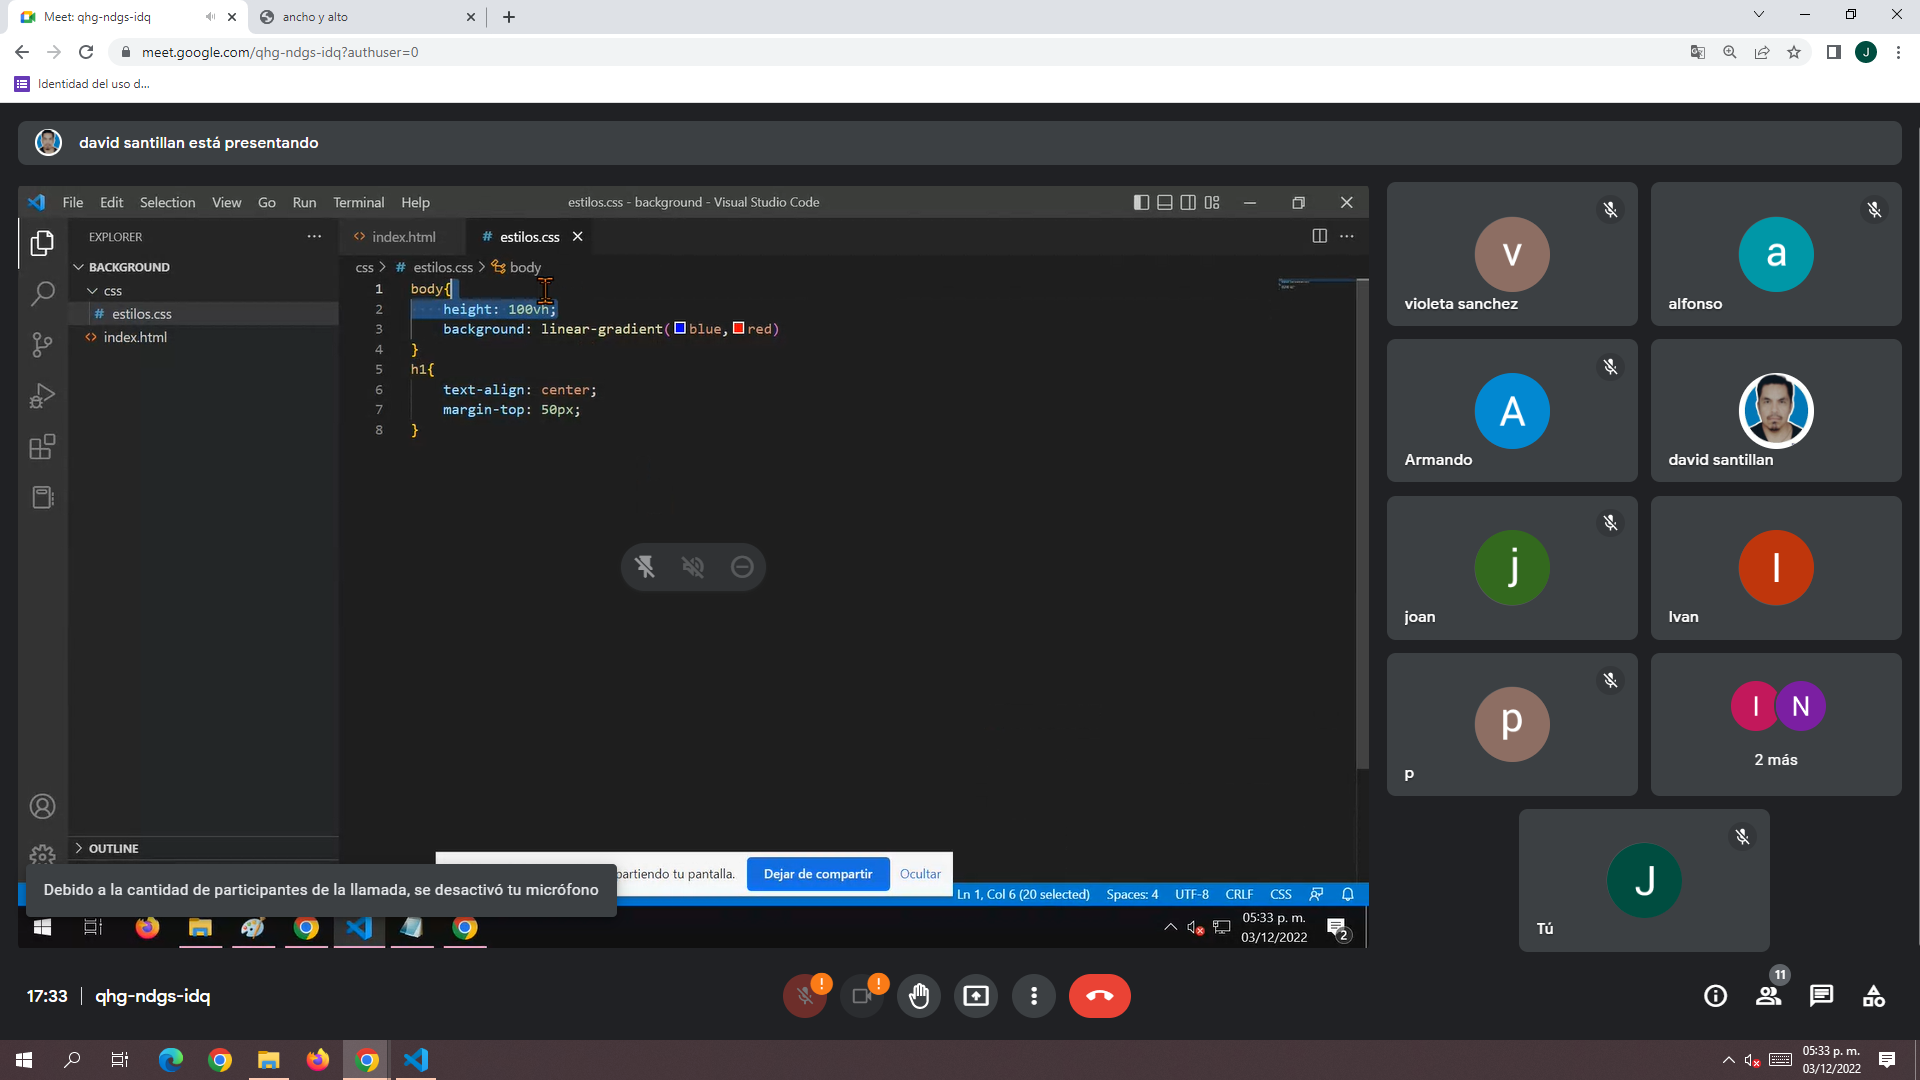 Meet: qhg-ndgs-idq
ancho y alto
meet.google.com/qhg-ndgs-idq?authuser=0
J
Identidad del uso d...
david santillan está presentando
File Edit Selection View Go Run Terminal Help
estilos.css - background - Visual Studio Code
EXPLORER
index.html
# estilos.css
BACKGROUND
css
# estilos.css
index.html
css > # estilos.css > body
1 body{
2 height: 100vh;
3 background: linear-gradient(blue,red)
4 }
5 h1{
6 text-align: center;
7 margin-top: 50px;
8 }
OUTLINE
partiendo tu pantalla.
Dejar de compartir
Ocultar
Debido a la cantidad de participantes de la llamada, se desactivó tu micrófono
Ln 1, Col 6 (20 selected)
Spaces: 4
UTF-8
CRLF
CSS
05:33 p. m.
03/12/2022
2
v
violeta sanchez
a
alfonso
A
Armando
david santillan
j
joan
I
Ivan
p
p
I N
2 más
J
Tú
17:33 | qhg-ndgs-idq
!
!
11
05:33 p. m.
03/12/2022